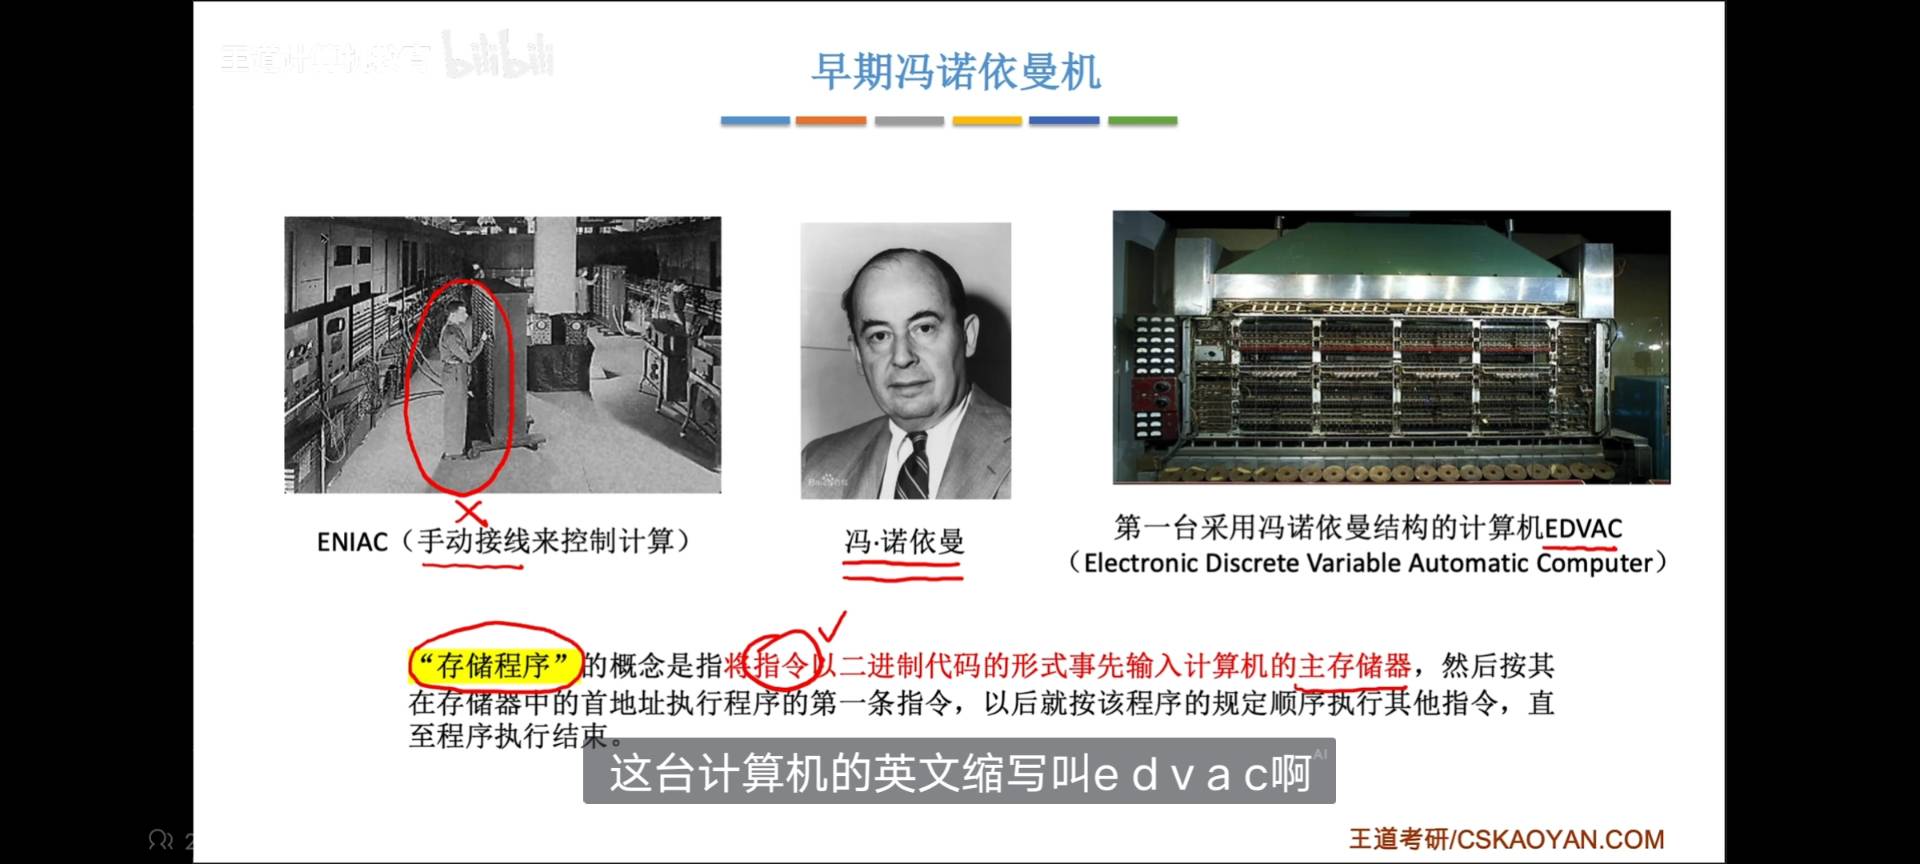 王道计算机教育 bilibili
早期冯诺依曼机
ENIAC（手动接线来控制计算）
冯·诺依曼
第一台采用冯诺依曼结构的计算机EDVAC
（Electronic Discrete Variable Automatic Computer）
“存储程序”的概念是指将指令以二进制代码的形式事先输入计算机的主存储器，然后按其
在存储器中的首地址执行程序的第一条指令，以后就按该程序的规定顺序执行其他指令，直
至程序执行结束。
这台计算机的英文缩写叫e d v a c啊
AI
王道考研/CSKAOYAN.COM